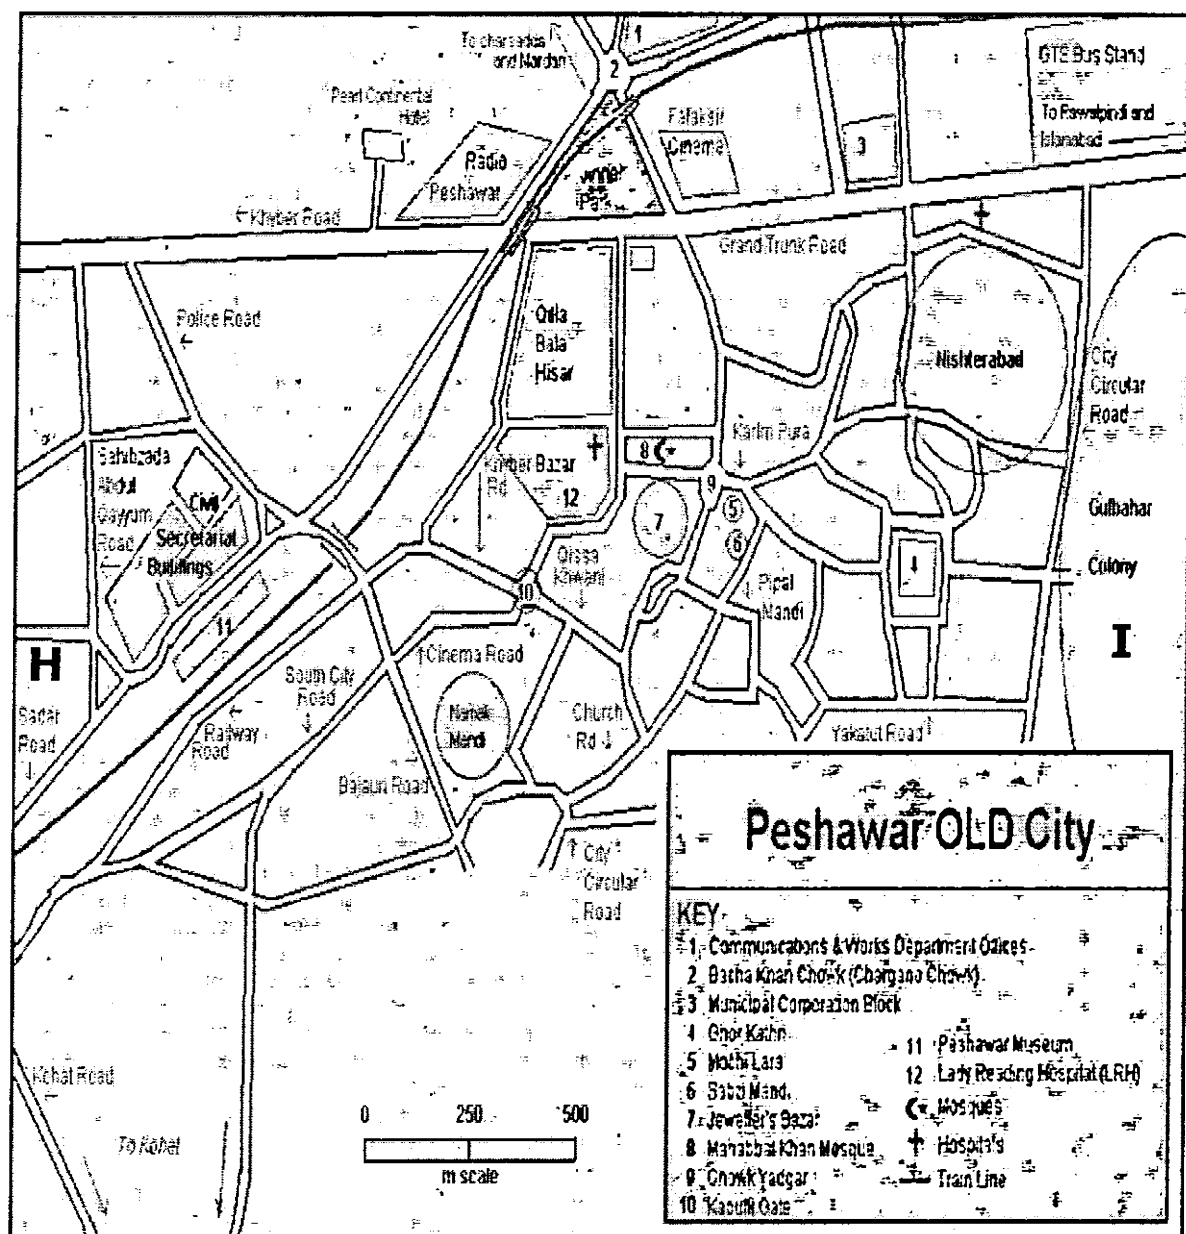 1
To charsadda
and Mardan
2
GTS Bus Stand
Pearl Continental
Hotel
To Rawalpindi and
Islamabad
Falaksir
Cinema
3
Radio
Peshawar
Khyber Road
Grand Trunk Road
Police Road
Qilla
Bala
Hisar
Nishterabad
City
Circular
Road
Karim Pura
8
Sahibzada
Abdul
Qayyum
Road
Khyber Bazar
Rd
9
12
Civil
Secretariat
Buildings
5
7
6
Gulbahar
Qissa
Khwani
4
Colony
10
Pipal
Mandi
11
H
I
Cinema Road
South City
Road
Sadar
Road
Railway
Road
Namak
Mandi
Church
Rd
Yakatut Road
Bajauri Road
Peshawar OLD City
City
Circular
Road
KEY
1 Communications & Works Department Offices
2 Bacha Khan Chowk (Chargano Chowk)
3 Municipal Corporation Block
4 Ghor Kathri
5 Mochi Lara
6 Sabzi Mandi
7 Jeweller's Bazar
8 Mahabbat Khan Mosque
9 Chowk Yadgar
10 Kabuli Gate
11 Peshawar Museum
12 Lady Reading Hospital (LRH)
Mosques
Hospitals
Train Line
Kohat Road
To Kohat
0 250 500
m scale